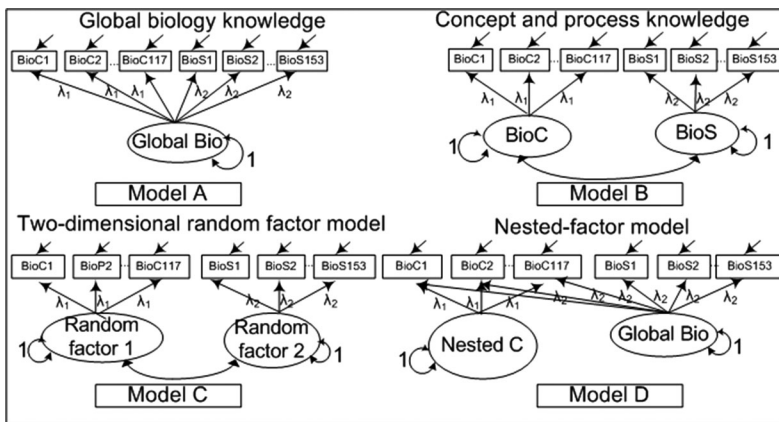 Global biology knowledge
BioC1 BioC2 ... BioC117 BioS1 BioS2 ... BioS153
λ1 λ1 λ1 λ2 λ2 λ2
Global Bio 1
Model A
Concept and process knowledge
BioC1 BioC2 ... BioC117 BioS1 BioS2 ... BioS153
λ1 λ1 λ1 λ2 λ2 λ2
1 BioC BioS 1
Model B
Two-dimensional random factor model
BioC1 BioP2 ... BioC117 BioS1 BioS2 ... BioS153
λ1 λ1 λ1 λ2 λ2 λ2
1 Random factor 1 Random factor 2 1
Model C
Nested-factor model
BioC1 BioC2 ... BioC117 BioS1 BioS2 ... BioS153
λ1 λ1 λ1 λ2 λ2 λ2 λ2 λ2
1 Nested C Global Bio 1
Model D